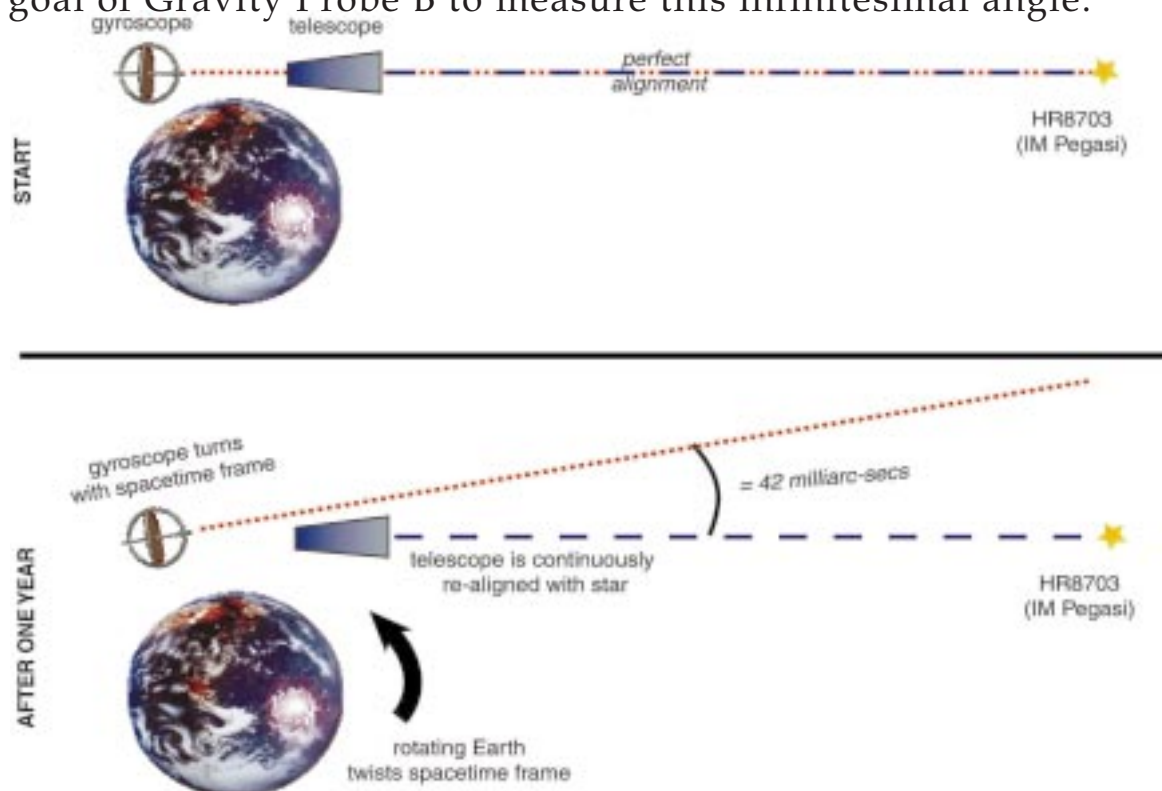 goal of Gravity Probe B to measure this infinitesimal angle.
gyroscope
telescope
perfect
alignment
HR8703
(IM Pegasi)
START
gyroscope turns
with spacetime frame
= 42 milliarc-secs
telescope is continuously
re-aligned with star
HR8703
(IM Pegasi)
AFTER ONE YEAR
rotating Earth
twists spacetime frame